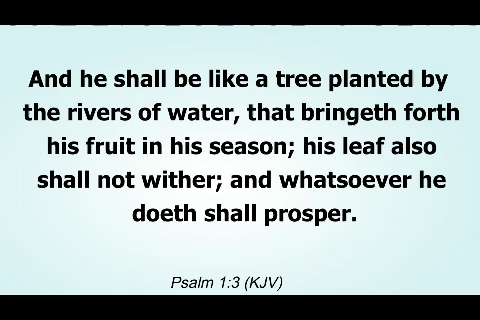 And he shall be like a tree planted by
the rivers of water, that bringeth forth
his fruit in his season; his leaf also
shall not wither; and whatsoever he
doeth shall prosper.
Psalm 1:3 (KJV)